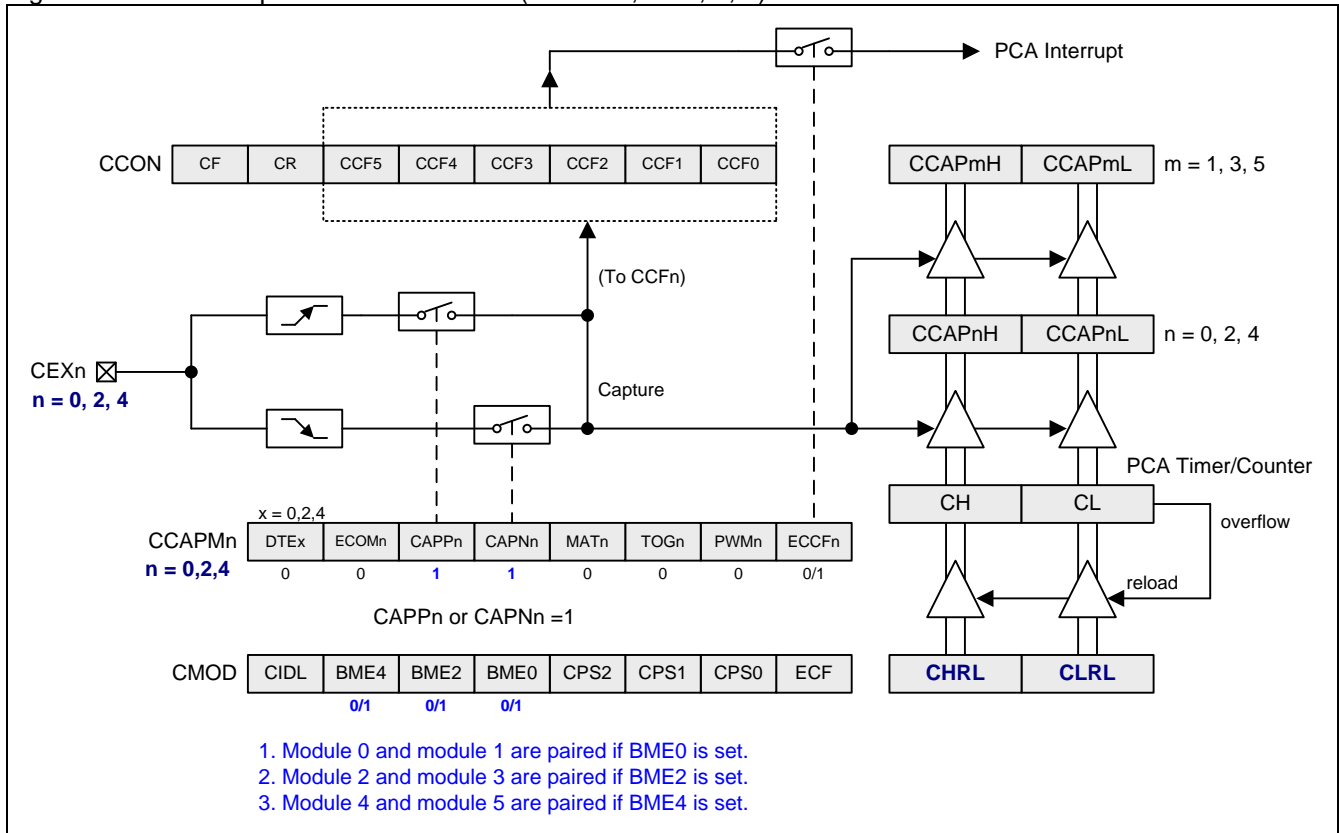 PCA Interrupt
CCON CF CR CCF5 CCF4 CCF3 CCF2 CCF1 CCF0
CCAPmH CCAPmL m = 1, 3, 5
(To CCFn)
CCAPnH CCAPnL n = 0, 2, 4
CEXn
n = 0, 2, 4
Capture
PCA Timer/Counter
CH CL
overflow
reload
CHRL CLRL
x = 0,2,4
CCAPMn DTEx ECOMn CAPPn CAPNn MATn TOGn PWMn ECCFn
n = 0,2,4 0 0 1 1 0 0 0 0/1
CAPPn or CAPNn =1
CMOD CIDL BME4 BME2 BME0 CPS2 CPS1 CPS0 ECF
0/1 0/1 0/1
1. Module 0 and module 1 are paired if BME0 is set.
2. Module 2 and module 3 are paired if BME2 is set.
3. Module 4 and module 5 are paired if BME4 is set.